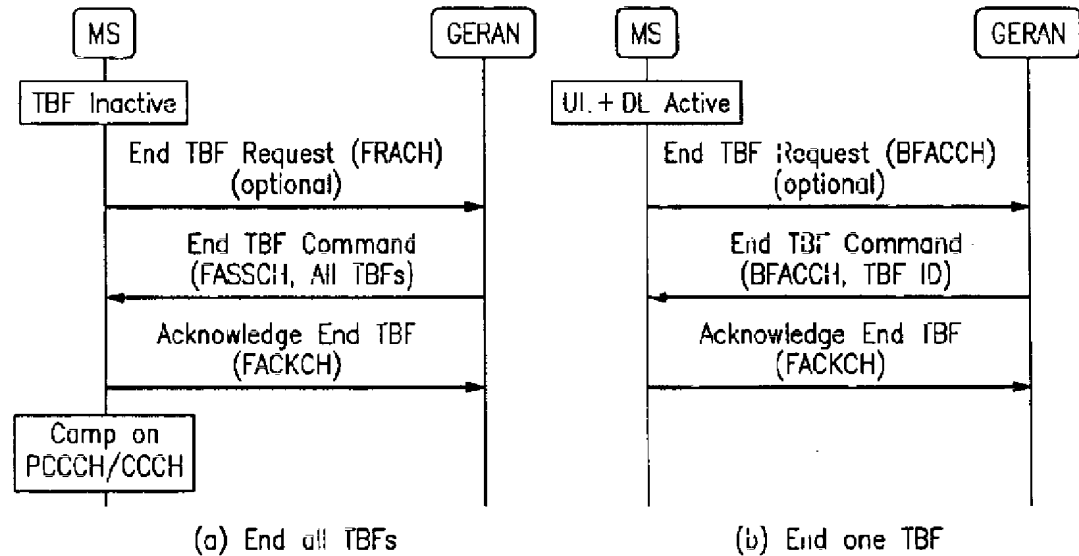 MS
GERAN
TBF Inactive
End TBF Request (FRACH)
(optional)
End TBF Command
(FASSCH, All TBFs)
Acknowledge End TBF
(FACKCH)
Camp on
PCCCH/CCCH
(a) End all TBFs
MS
GERAN
UL + DL Active
End TBF Request (BFACCH)
(optional)
End TBF Command
(BFACCH, TBF ID)
Acknowledge End TBF
(FACKCH)
(b) End one TBF